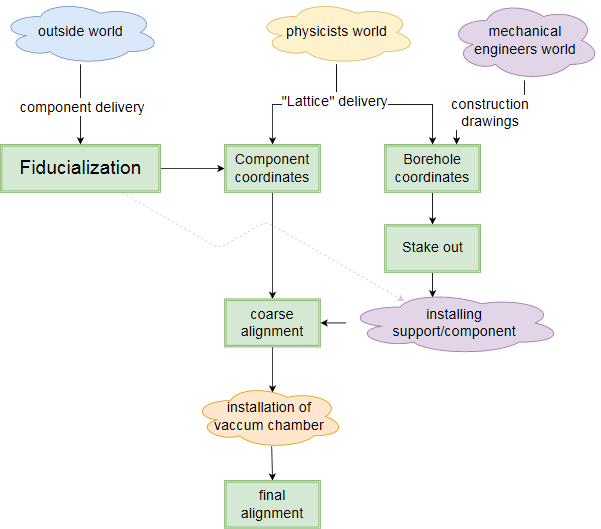 outside world
physicists world
mechanical
engineers world
component delivery
"Lattice" delivery
construction
drawings
Fiducialization
Component
coordinates
Borehole
coordinates
Stake out
coarse
alignment
installing
support/component
installation of
vaccum chamber
final
alignment